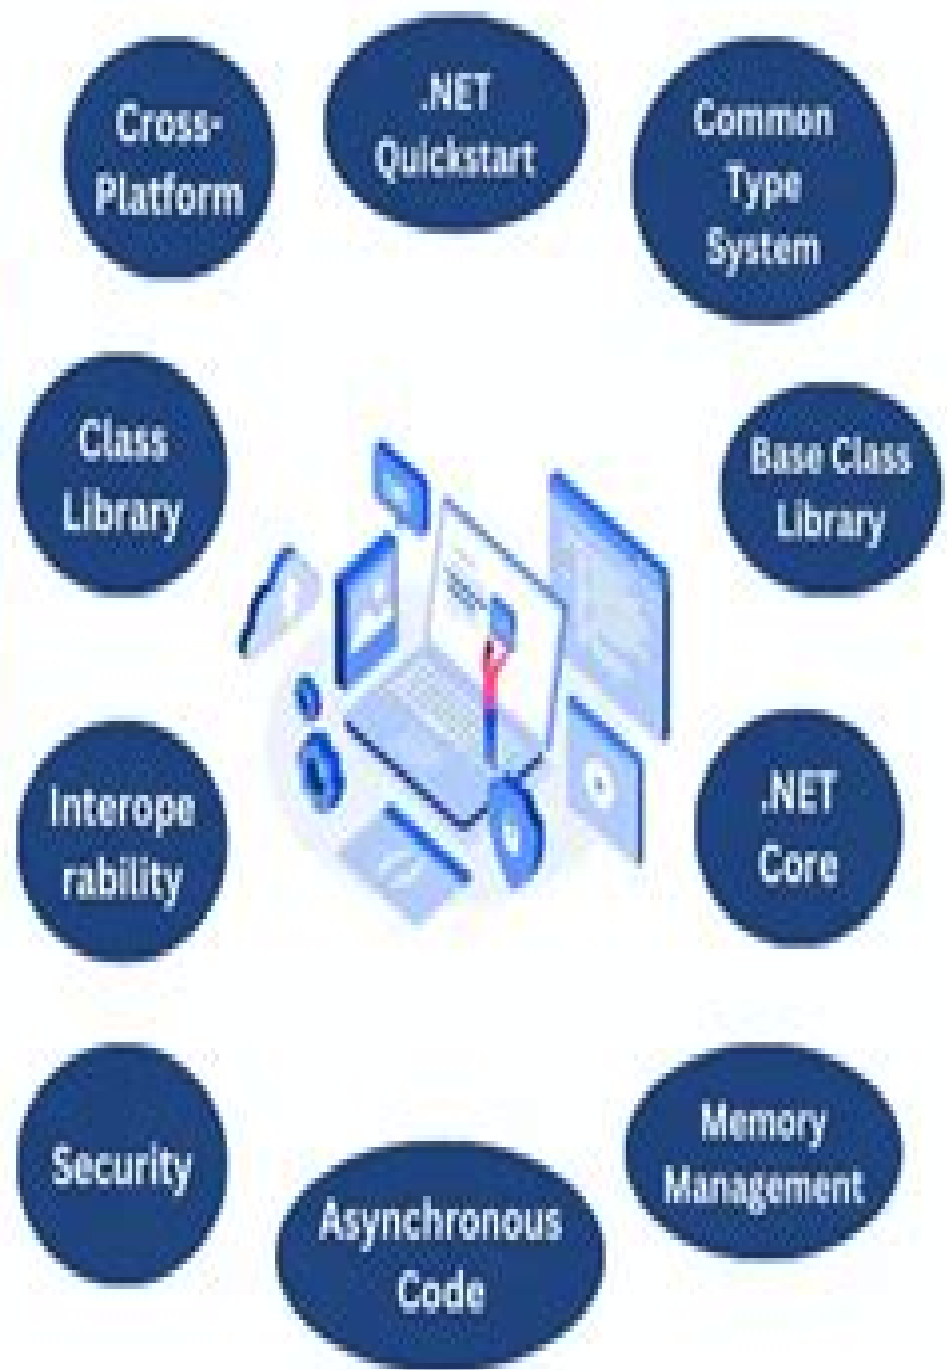 Cross-
Platform
.NET
Quickstart
Common
Type
System
Class
Library
Base Class
Library
Interope
rability
.NET
Core
Security
Memory
Management
Asynchronous
Code